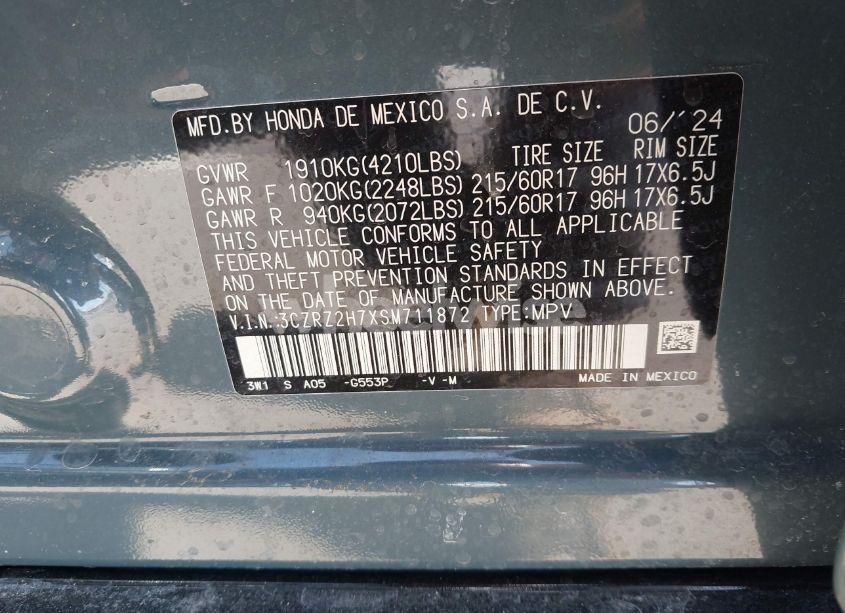 MFD.BY HONDA DE MEXICO S.A. DE C.V.
06/´24
GVWR 1910KG(4210LBS) TIRE SIZE RIM SIZE
GAWR F 1020KG(2248LBS) 215/60R17 96H 17X6.5J
GAWR R 940KG(2072LBS) 215/60R17 96H 17X6.5J
THIS VEHICLE CONFORMS TO ALL APPLICABLE
FEDERAL MOTOR VEHICLE SAFETY
AND THEFT PREVENTION STANDARDS IN EFFECT
ON THE DATE OF MANUFACTURE SHOWN ABOVE.
V.I.N.:3CZRZ2H7XSM711872 TYPE:MPV
3W1 S A05 -G553P -V -M MADE IN MEXICO